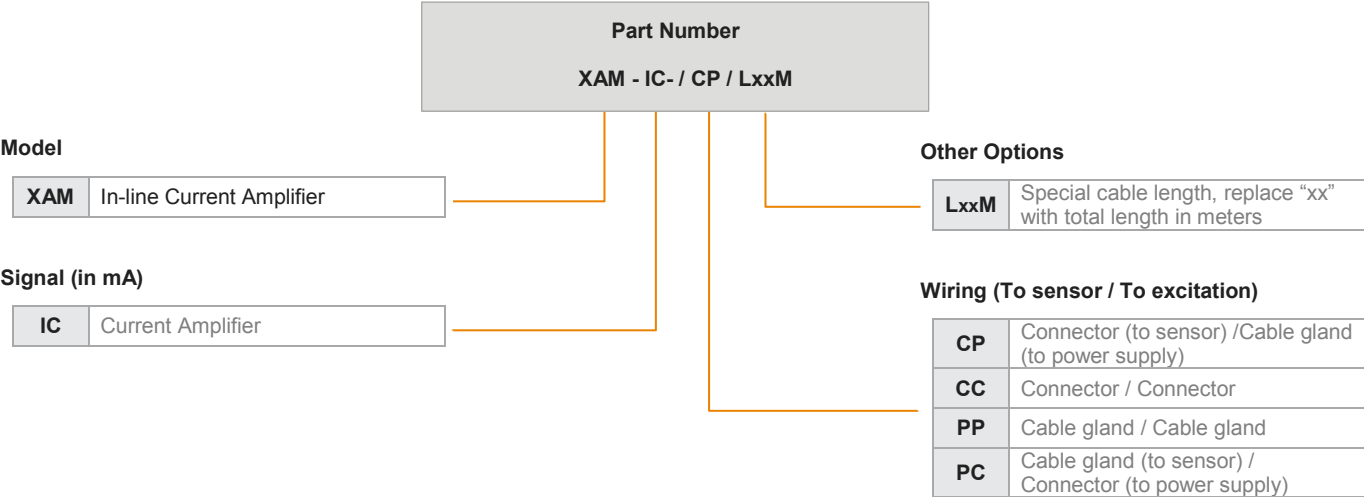 Part Number
XAM - IC- / CP / LxxM
Model
XAM In-line Current Amplifier
Signal (in mA)
IC Current Amplifier
Other Options
LxxM Special cable length, replace “xx”
with total length in meters
Wiring (To sensor / To excitation)
CP Connector (to sensor) /Cable gland
(to power supply)
CC Connector / Connector
PP Cable gland / Cable gland
PC Cable gland (to sensor) /
Connector (to power supply)